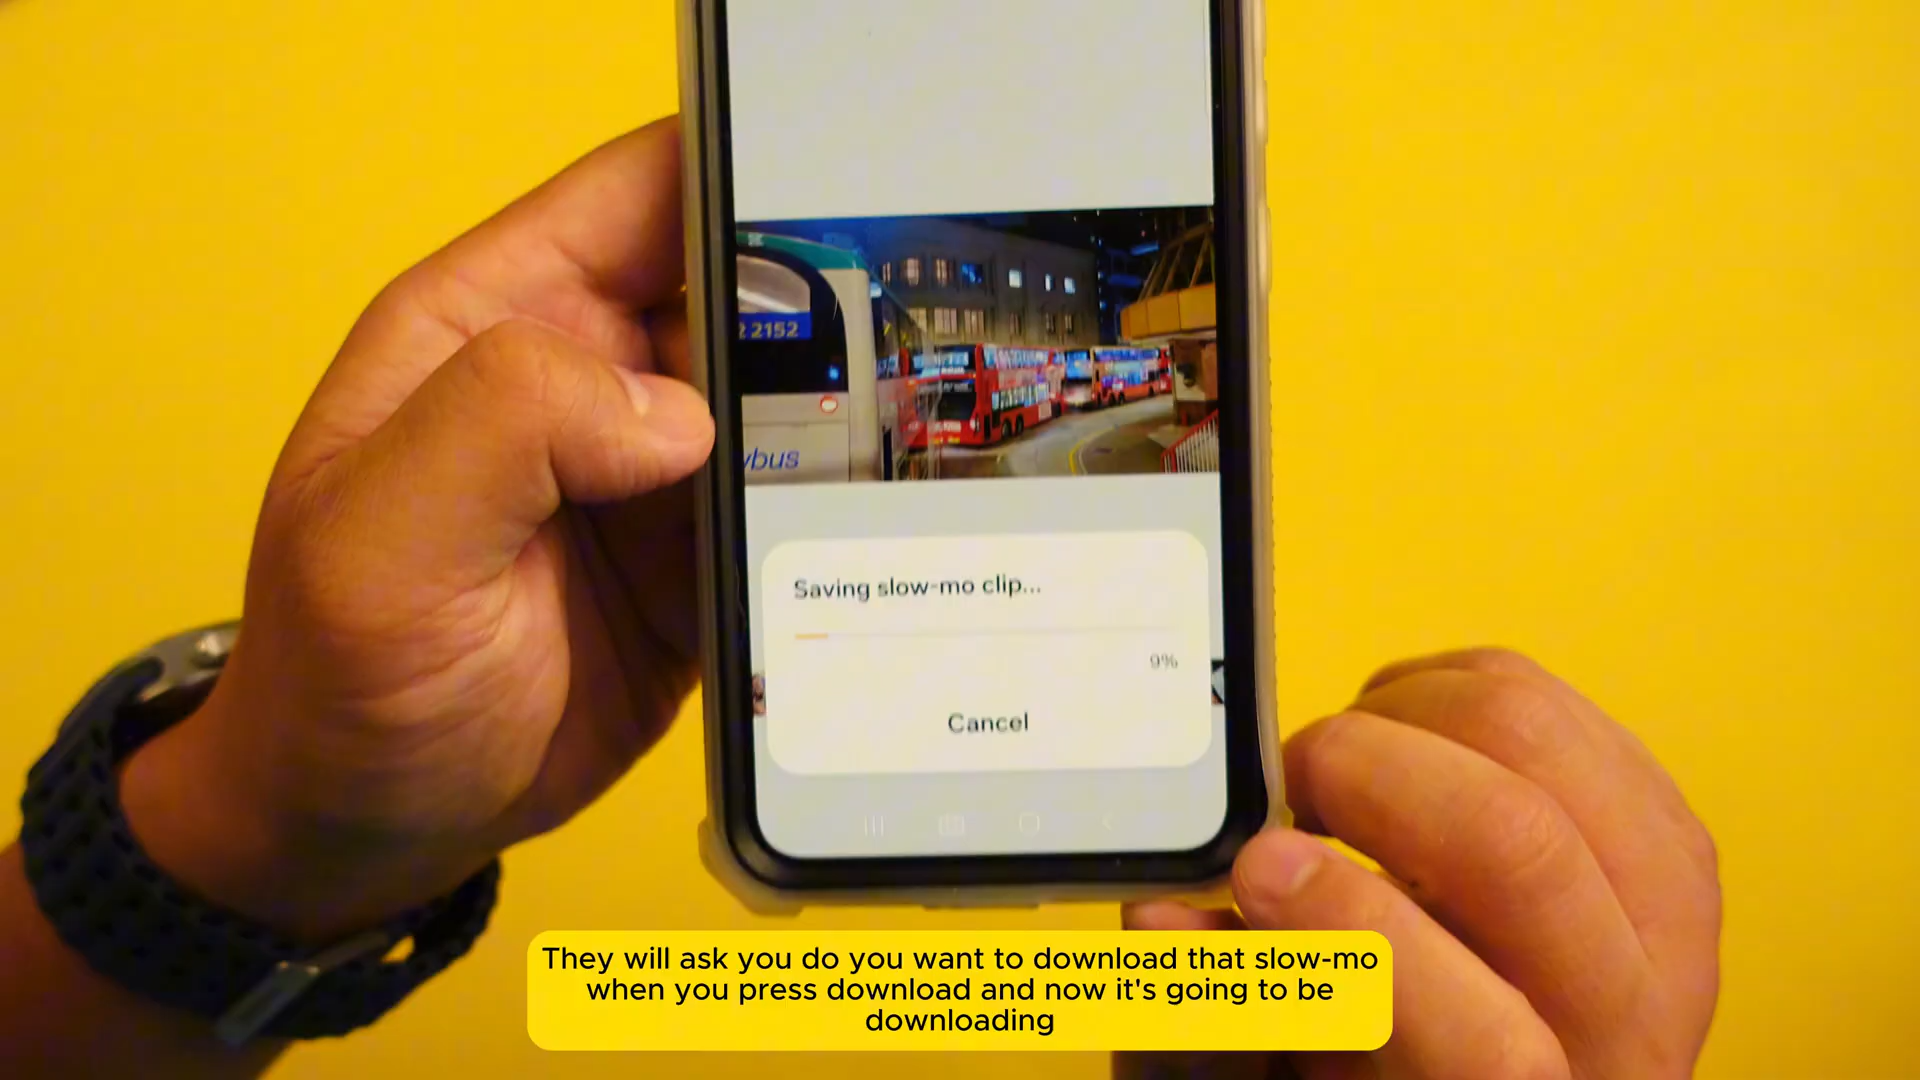 2152
bus
Saving slow-mo clip...
9%
Cancel
They will ask you do you want to download that slow-mo
when you press download and now it's going to be
downloading